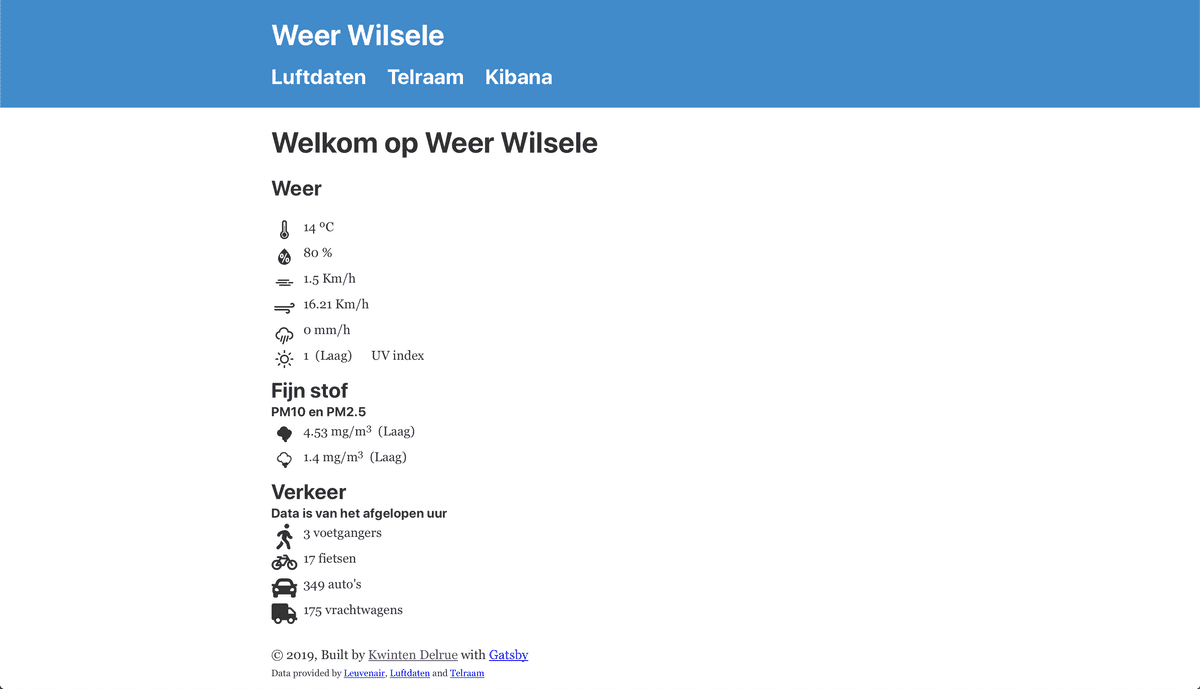 Weer Wilsele
Luftdaten Telraam Kibana
Welkom op Weer Wilsele
Weer
14 ºC
80 %
1.5 Km/h
16.21 Km/h
0 mm/h
1 (Laag) UV index
Fijn stof
PM10 en PM2.5
4.53 mg/m³ (Laag)
1.4 mg/m³ (Laag)
Verkeer
Data is van het afgelopen uur
3 voetgangers
17 fietsen
349 auto's
175 vrachtwagens
© 2019, Built by Kwinten Delrue with Gatsby
Data provided by Leuvenair, Luftdaten and Telraam